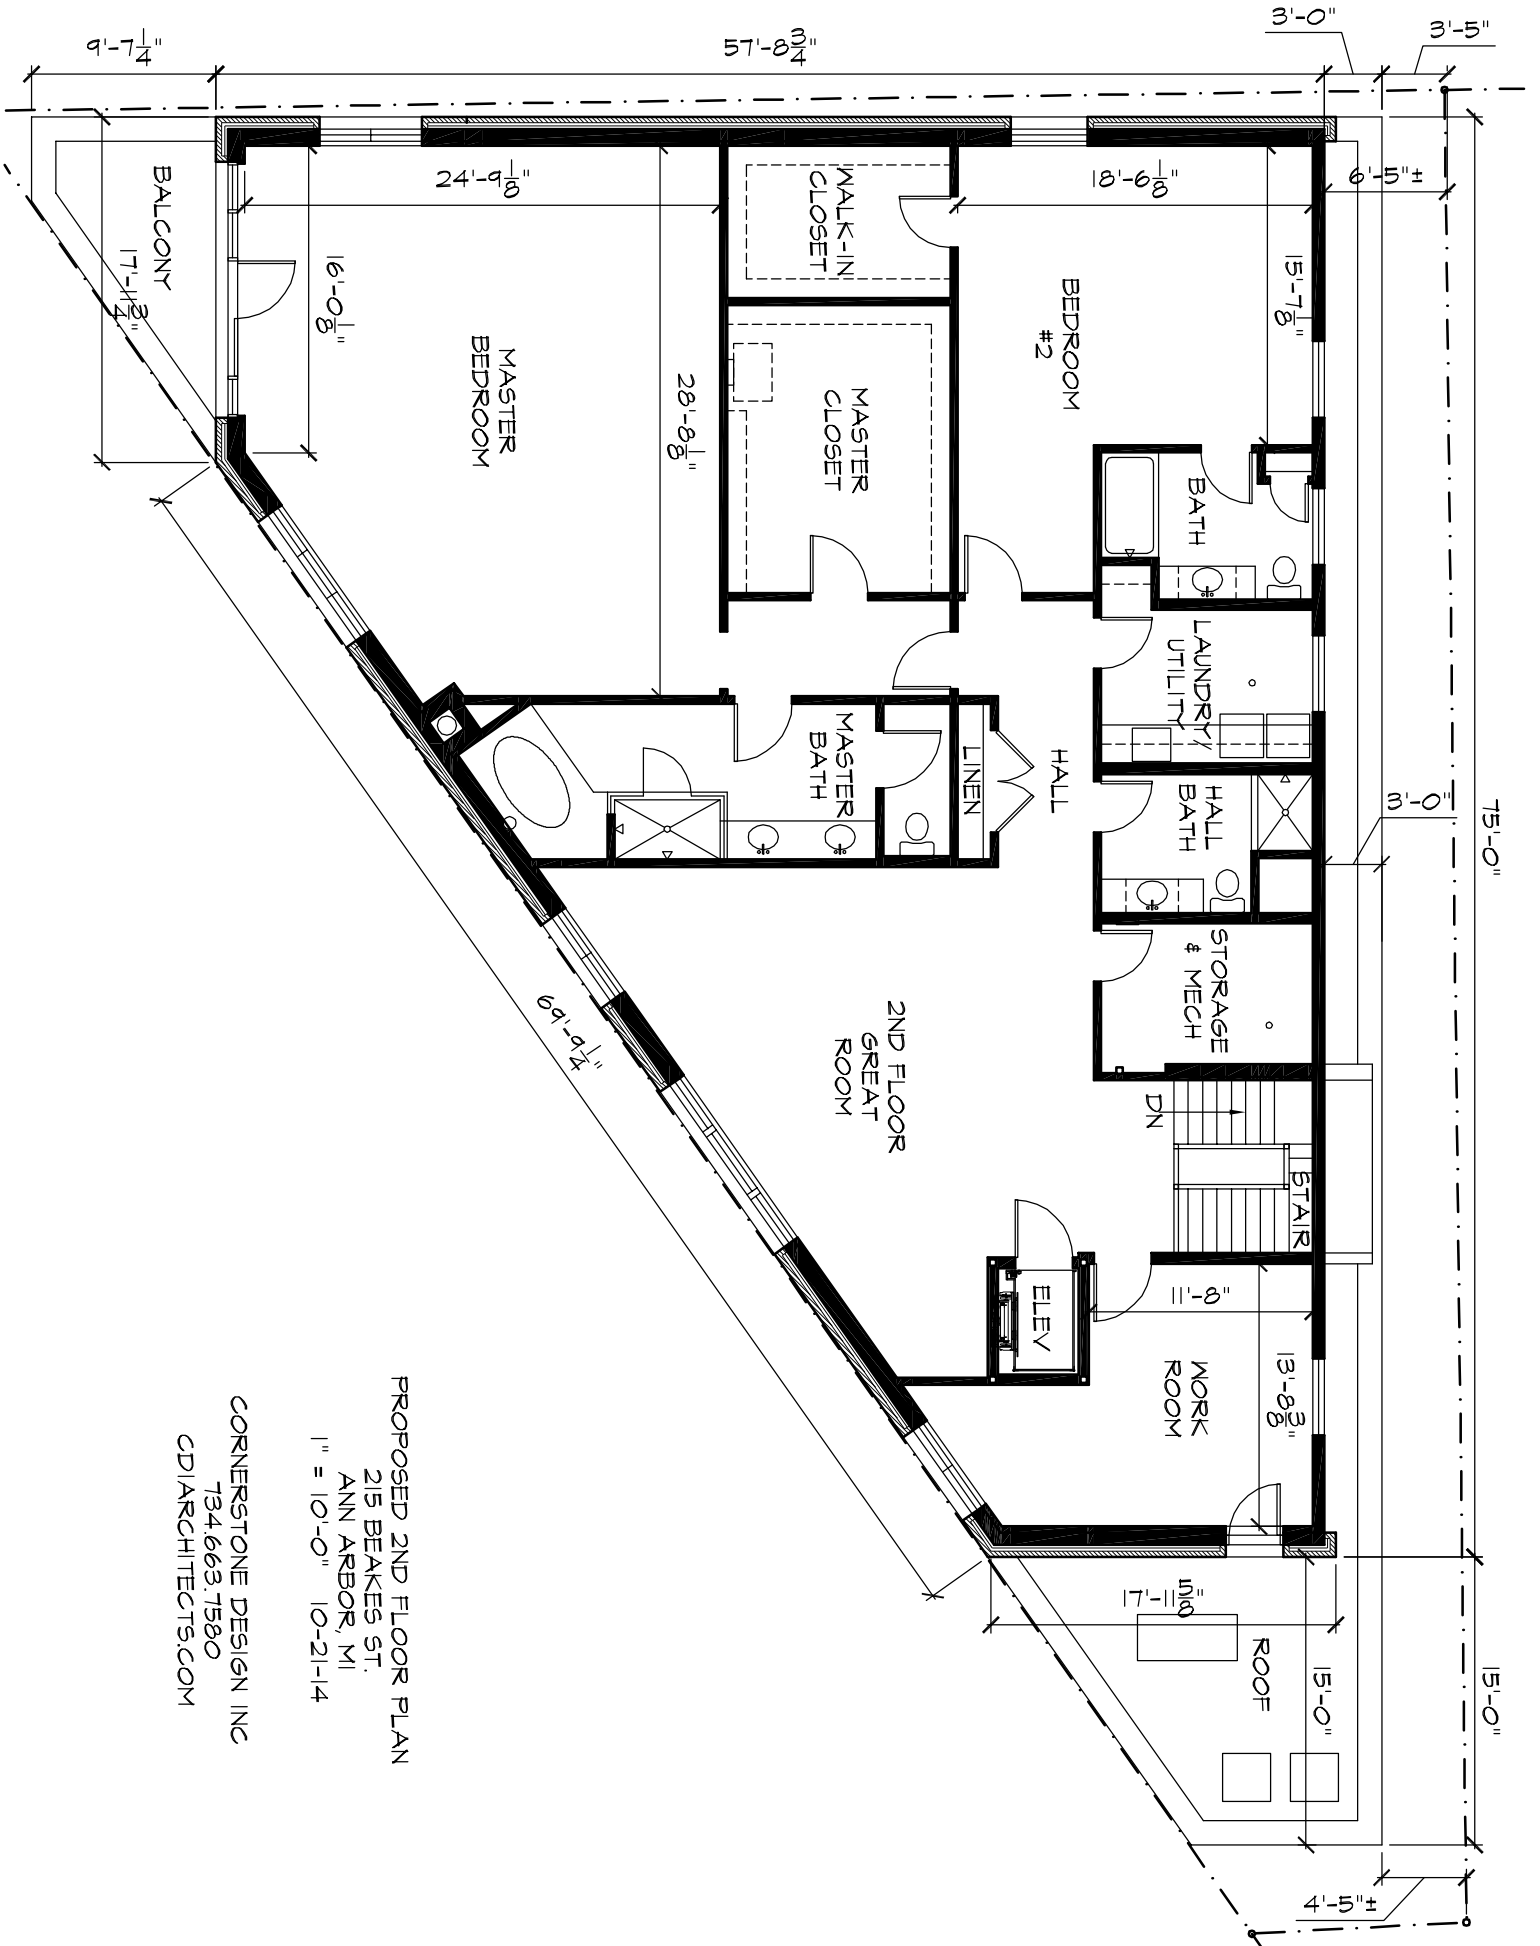 9'-7 1/4"
57'-8 3/4"
3'-0"
3'-5"
24'-9 1/8"
18'-6 1/8"
6'-5"±
BALCONY
17'-11 3/4"
16'-0 1/8"
MASTER
BEDROOM
28'-8 1/8"
WALK-IN
CLOSET
MASTER
CLOSET
BEDROOM
#2
15'-7 1/8"
BATH
LAUNDRY/
UTILITY
MASTER
BATH
LINEN
HALL
HALL
BATH
3'-0"
75'-0"
STORAGE
& MECH
2ND FLOOR
GREAT
ROOM
69'-9 1/4"
DN
STAIR
ELEV
11'-8"
WORK
ROOM
13'-8 3/8"
17'-11 5/8"
ROOF
15'-0"
15'-0"
4'-5"±
PROPOSED 2ND FLOOR PLAN
215 BEAKES ST.
ANN ARBOR, MI
1" = 10'-0" 10-21-14
CORNERSTONE DESIGN INC
734.663.7580
CDIARCHITECTS.COM